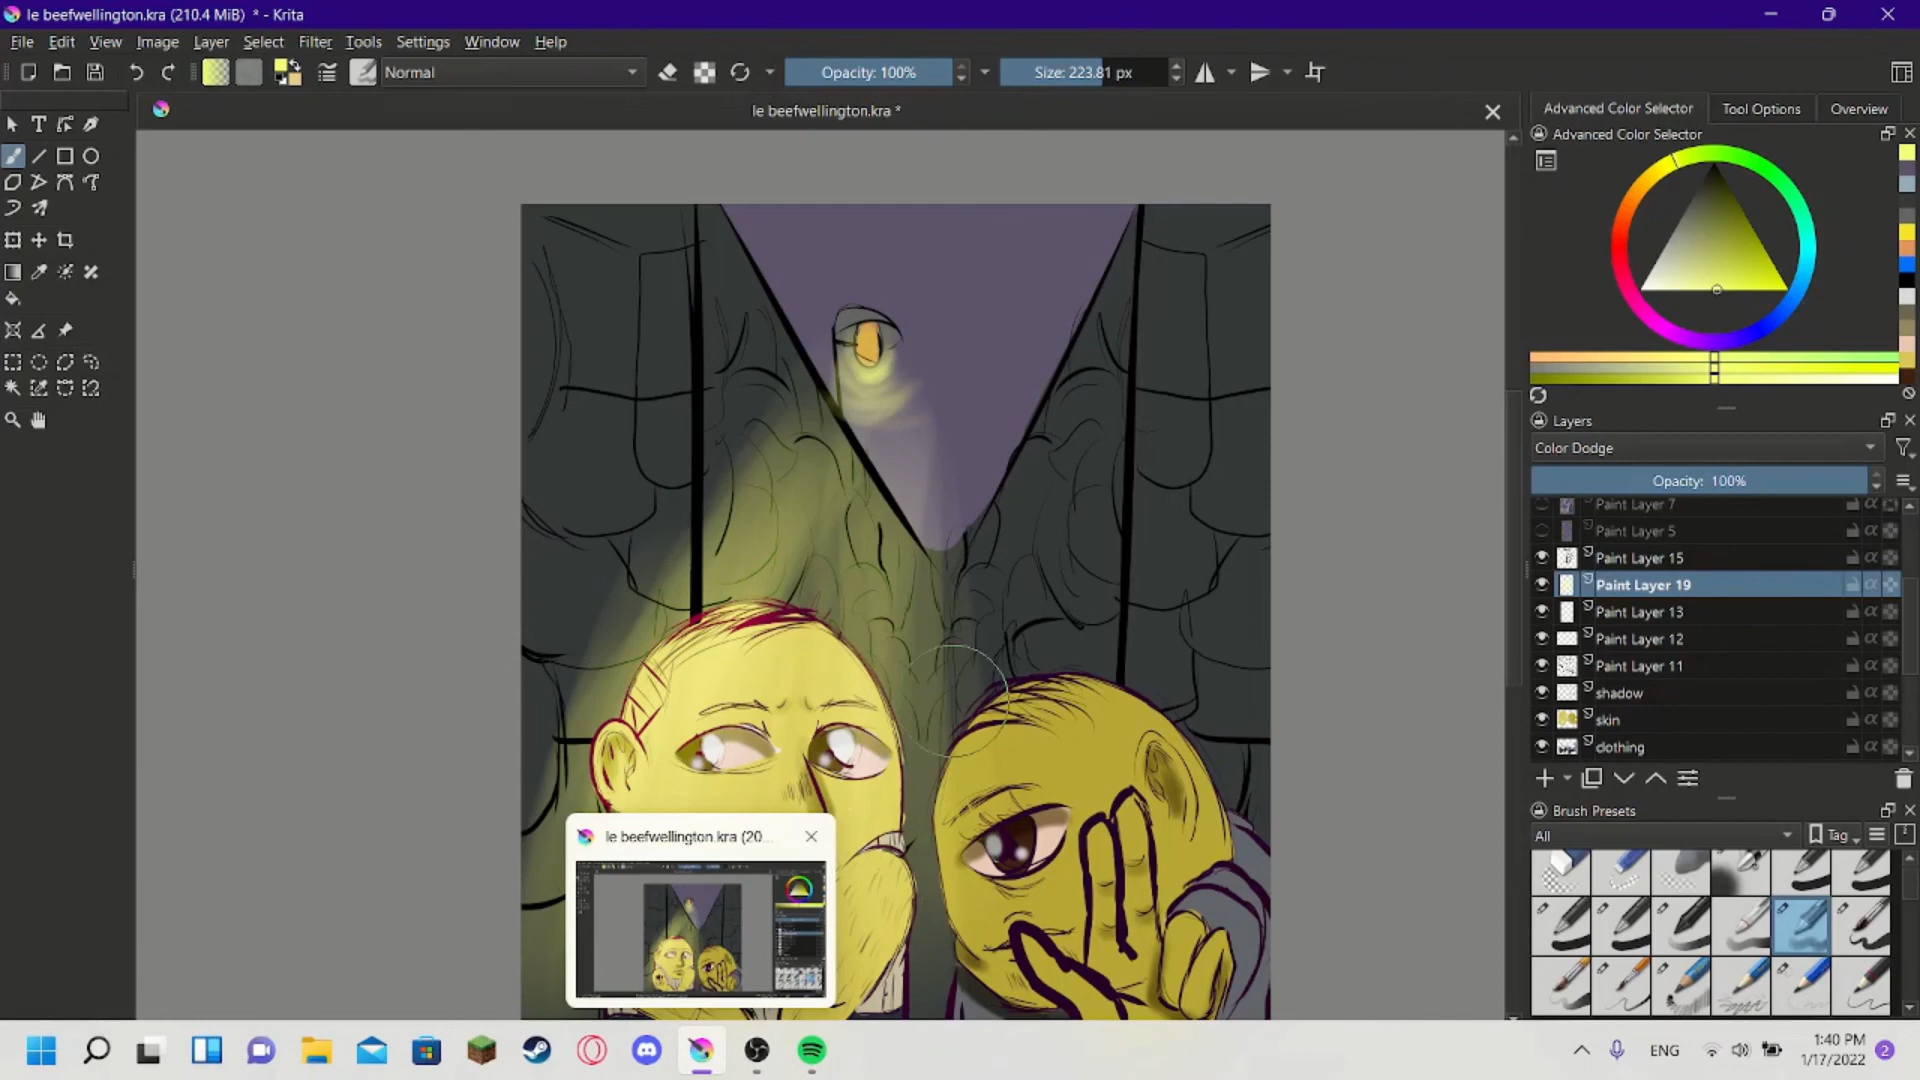 le beefwellington.kra (210.4 MiB) * - Krita
File Edit View Image Layer Select Filter Tools Settings Window Help
Normal
Opacity: 100%
Size: 223.81 px
le beefwellington.kra *
Advanced Color Selector
Tool Options
Overview
Advanced Color Selector
Layers
Color Dodge
Opacity: 100%
Paint Layer 7
Paint Layer 5
Paint Layer 15
Paint Layer 19
Paint Layer 13
Paint Layer 12
Paint Layer 11
shadow
skin
clothing
Brush Presets
All
Tag
le beefwellington.kra (20...
ENG
1:40 PM
1/17/2022
2